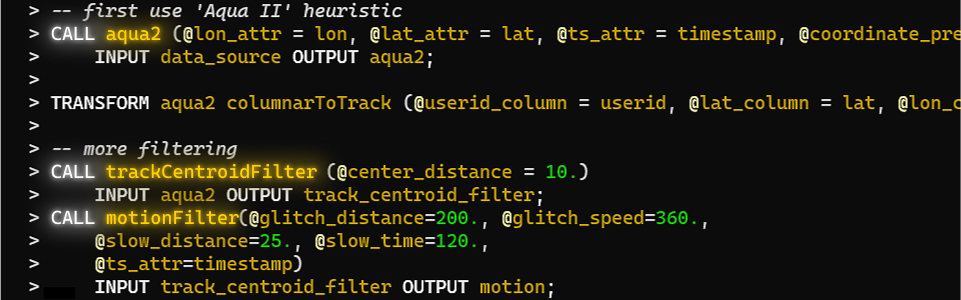 > -- first use 'Aqua II' heuristic
> CALL aqua2 (@lon_attr = lon, @lat_attr = lat, @ts_attr = timestamp, @coordinate_pre
>     INPUT data_source OUTPUT aqua2;
>
> TRANSFORM aqua2 columnarToTrack (@userid_column = userid, @lat_column = lat, @lon_c
>
> -- more filtering
> CALL trackCentroidFilter (@center_distance = 10.)
>     INPUT aqua2 OUTPUT track_centroid_filter;
> CALL motionFilter(@glitch_distance=200., @glitch_speed=360.,
>     @slow_distance=25., @slow_time=120.,
>     @ts_attr=timestamp)
>     INPUT track_centroid_filter OUTPUT motion;